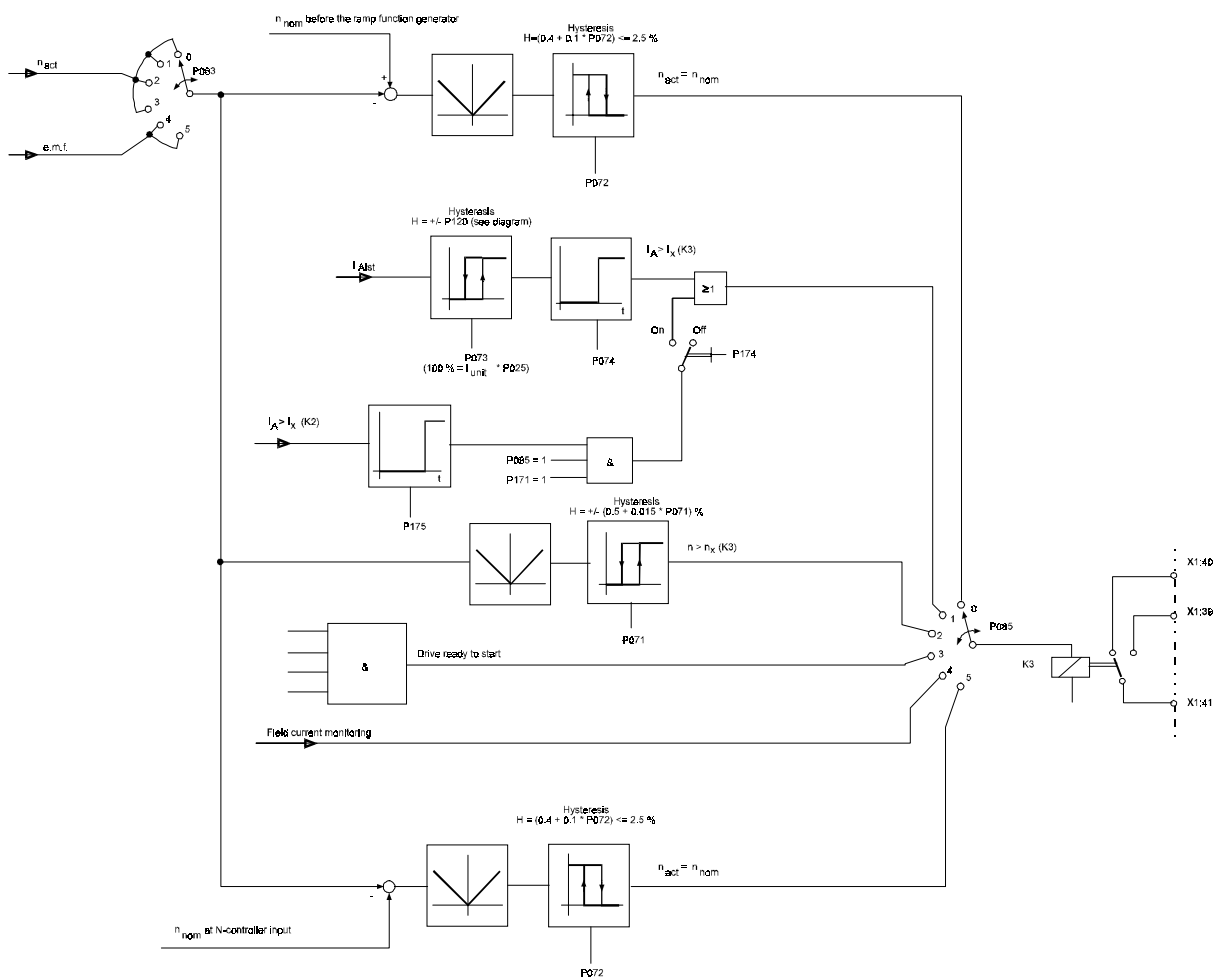 n nom before the ramp function generator
Hysteresis
H=(0.4 + 0.1 * P072) <= 2.5 %
n act
0
1
P083
2
3
4
5
e.m.f.
+
-
n act = n nom
P072
Hysteresis
H = +/- P120 (see diagram)
I AIst
I A > I x (K3)
t
≥1
On
Off
P174
P073
(100 % = I unit * P025)
P074
I A > I x (K2)
t
P085 = 1
P171 = 1
&
P175
Hysteresis
H = +/- (0.5 + 0.015 * P071) %
n > n x (K3)
P071
0
1
2
3
4
5
P085
X1:40
X1:39
X1:41
K3
&
Drive ready to start
Field current monitoring
Hysteresis
H = (0.4 + 0.1 * P072) <= 2.5 %
n act = n nom
-
n nom at N-controller input
P072